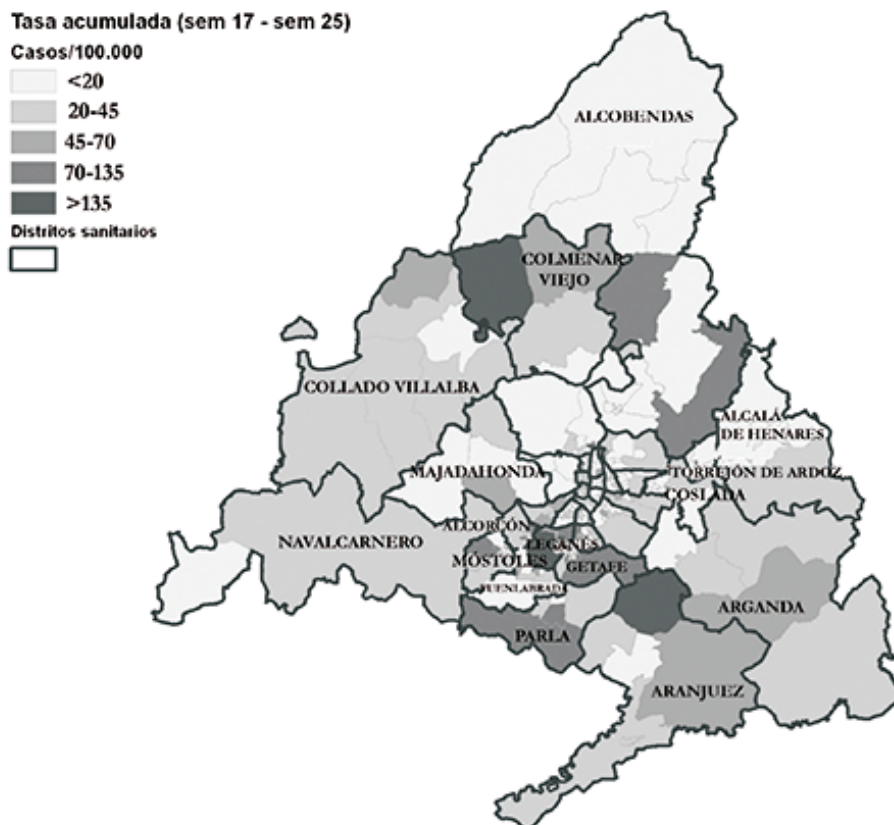 Tasa acumulada (sem 17 - sem 25)
Casos/100.000
<20
20-45
45-70
70-135
>135
Distritos sanitarios
ALCOBENDAS
COLMENAR
VIEJO
COLLADO VILLALBA
ALCALÁ
DE HENARES
MAJADAHONDA
TORREJÓN DE ARDOZ
COSLADA
ALCORCÓN
NAVALCARNERO
LEGANÉS
MÓSTOLES
GETAFE
FUENLABRADA
ARGANDA
PARLA
ARANJUEZ